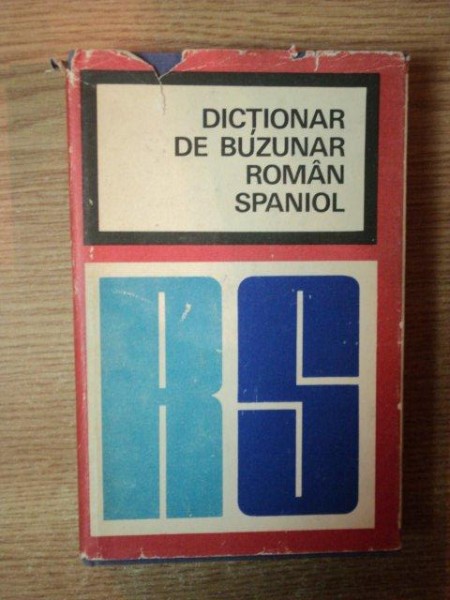 DICȚIONAR
DE BUZUNAR
ROMÂN
SPANIOL
RS